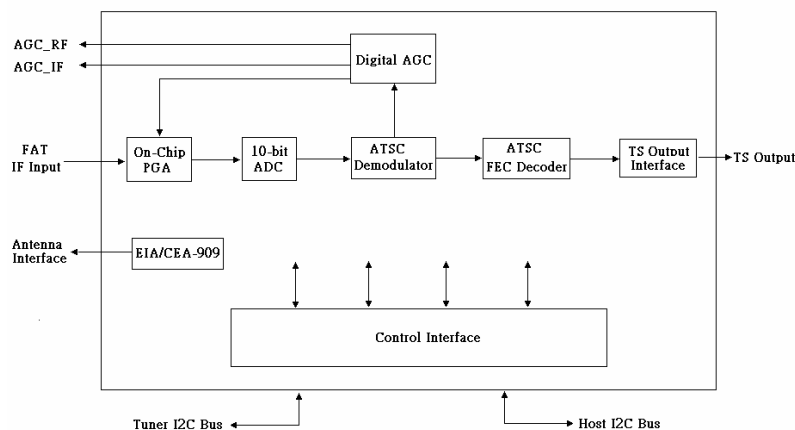 AGC_RF
AGC_IF
Digital AGC
FAT
IF Input
On-Chip
PGA
10-bit
ADC
ATSC
Demodulator
ATSC
FEC Decoder
TS Output
Interface
TS Output
Antenna
Interface
EIA/CEA-909
Control Interface
Tuner I2C Bus
Host I2C Bus